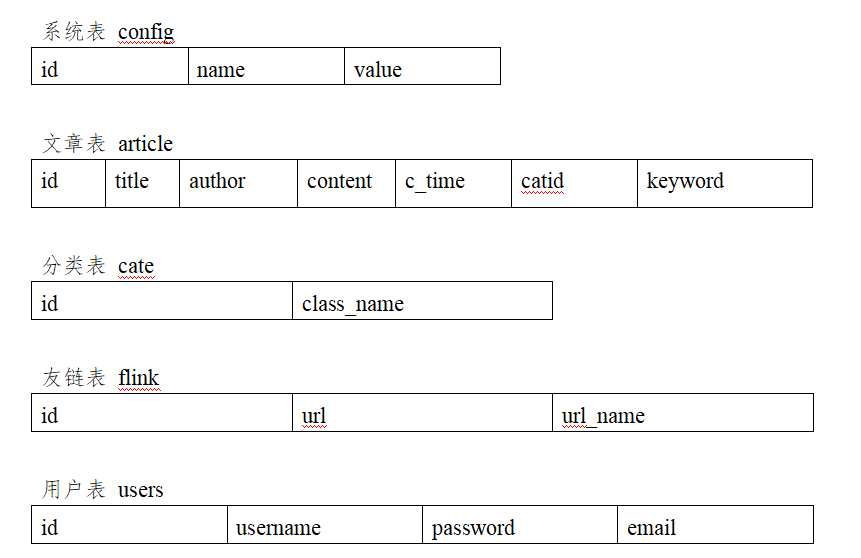 系统表 config
id name value
文章表 article
id title author content c_time catid keyword
分类表 cate
id class_name
友链表 flink
id url url_name
用户表 users
id username password email